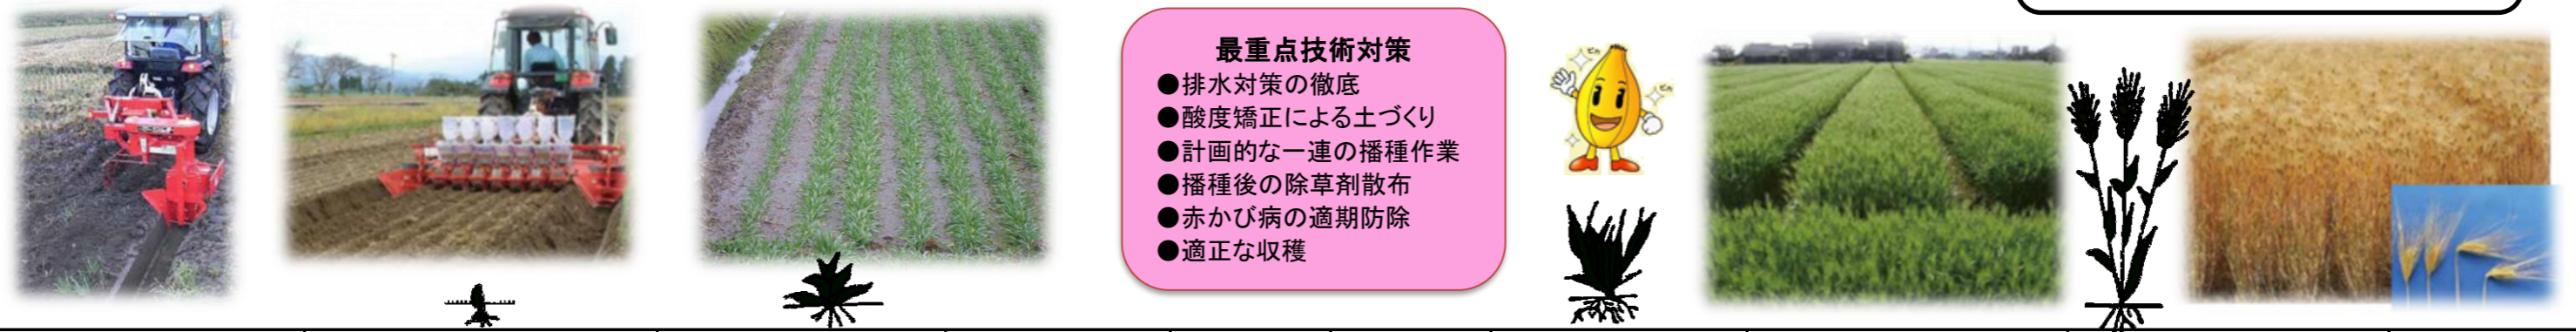 最重点技術対策
●排水対策の徹底
●酸度矯正による土づくり
●計画的な一連の播種作業
●播種後の除草剤散布
●赤かび病の適期防除
●適正な収穫